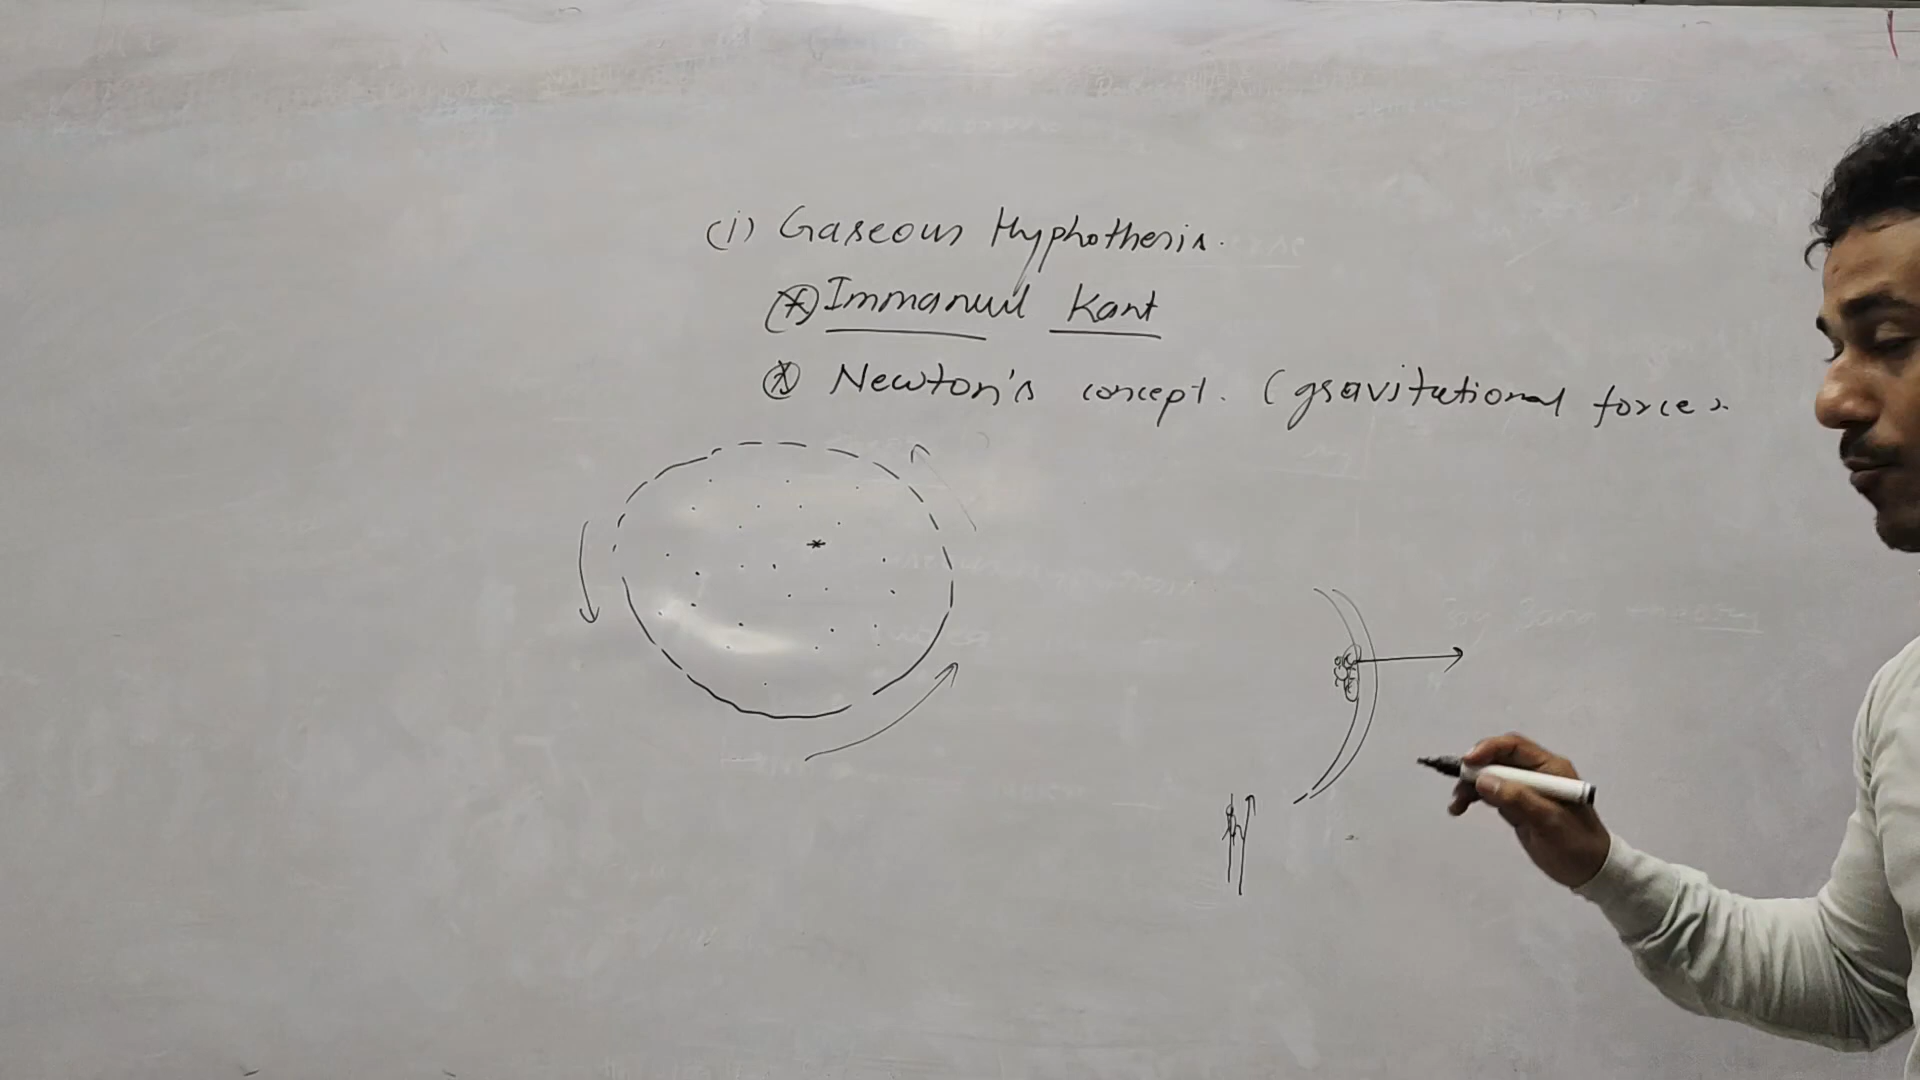 (i) Gaseous Hyphothesis.
Immanuel Kant
Newton's concept. (gravitational force).